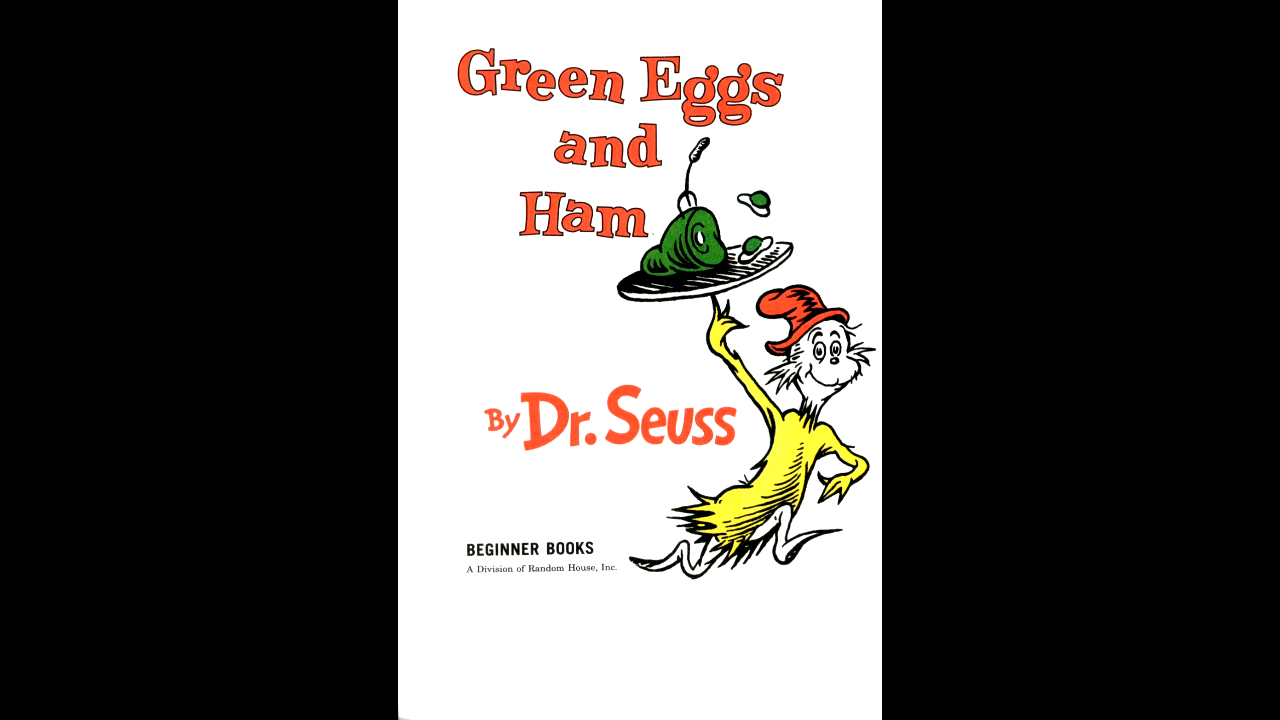 Green Eggs
and
Ham
By Dr. Seuss
BEGINNER BOOKS
A Division of Random House, Inc.